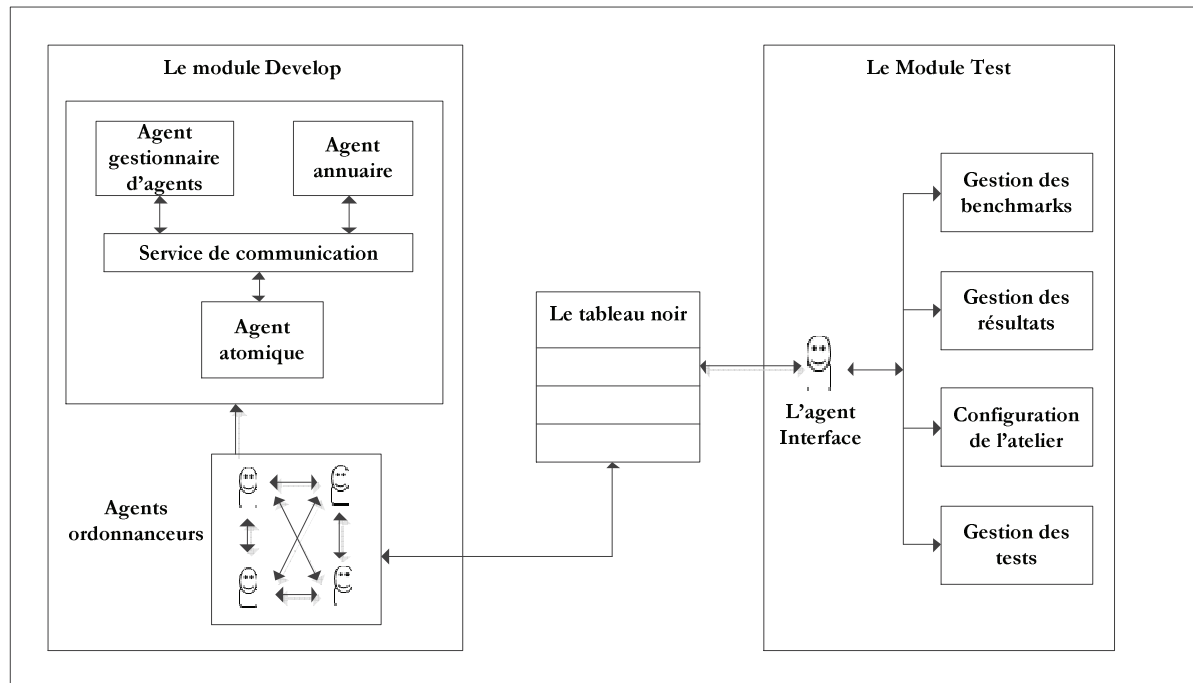 Le module Develop
Agent
gestionnaire
d’agents
Agent
annuaire
Service de communication
Agent
atomique
Agents
ordonnanceurs
Le tableau noir
L’agent
Interface
Le Module Test
Gestion des
benchmarks
Gestion des
résultats
Configuration
de l’atelier
Gestion des
tests